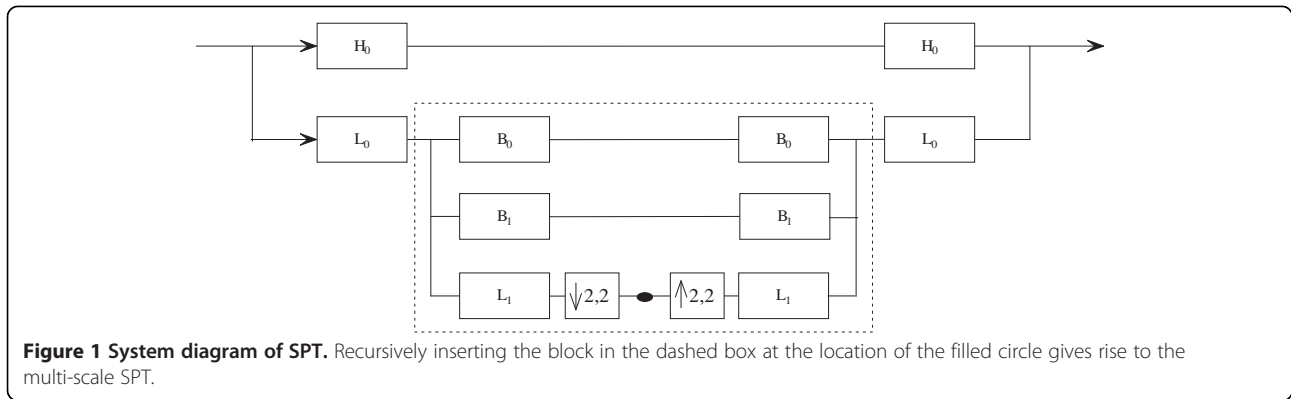 H₀ H₀
L₀ B₀ B₀ L₀
B₁ B₁
L₁ ↓2,2 ↑2,2 L₁
Figure 1 System diagram of SPT. Recursively inserting the block in the dashed box at the location of the filled circle gives rise to the
multi-scale SPT.